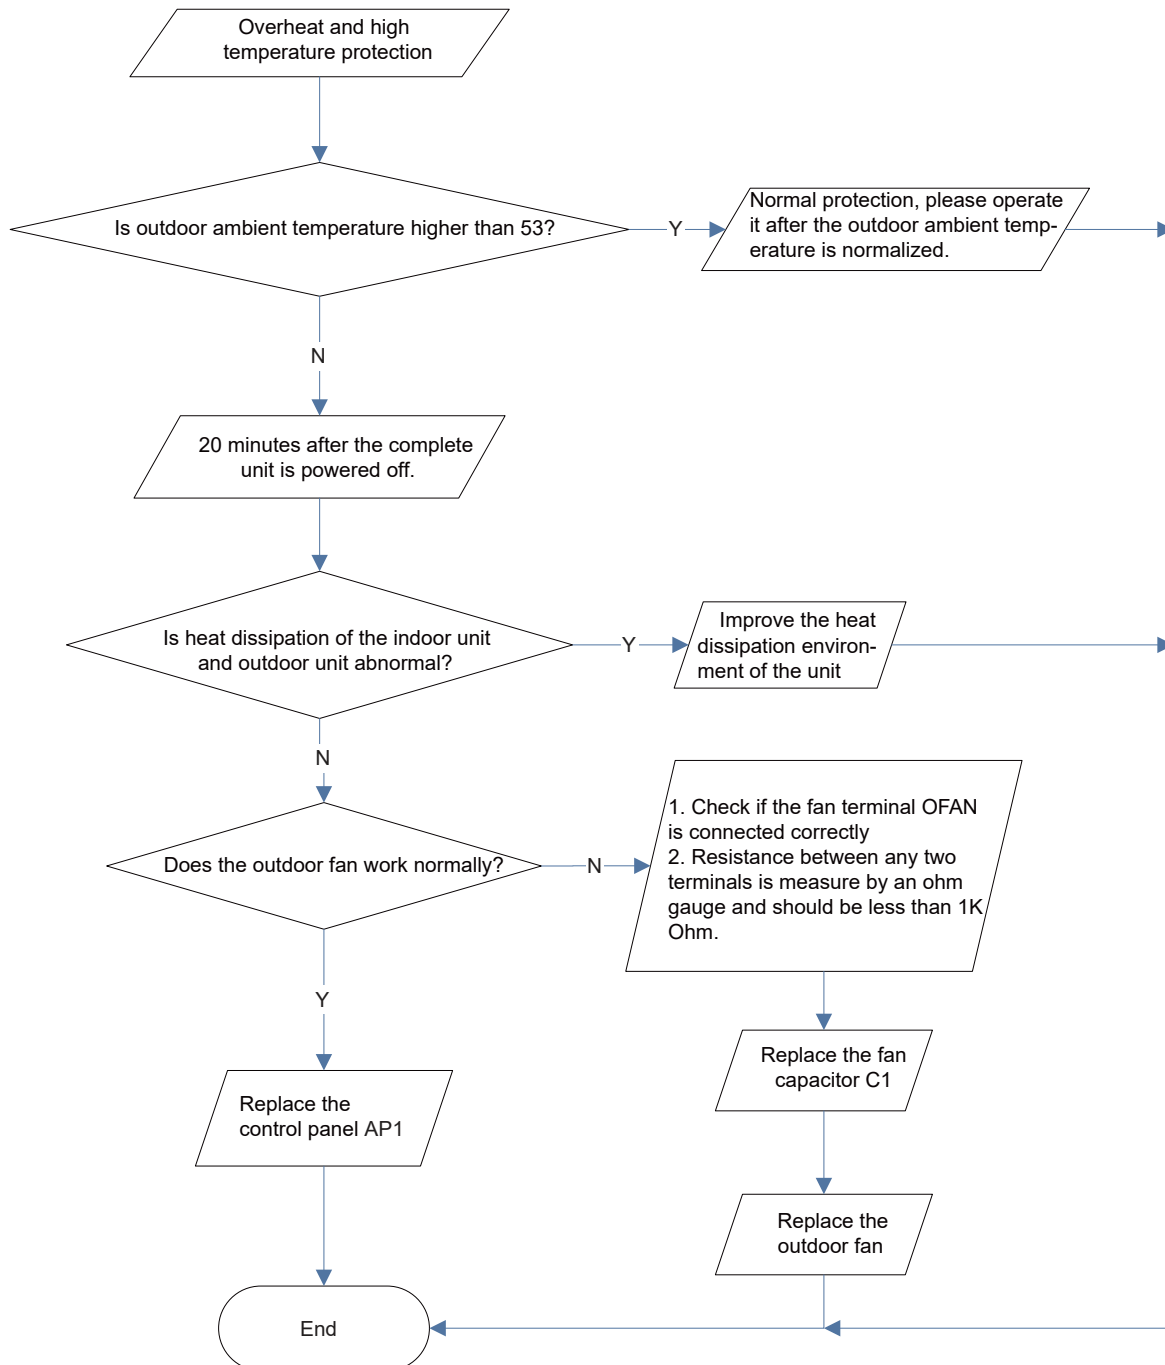 Overheat and high
temperature protection
Is outdoor ambient temperature higher than 53?
Y
Normal protection, please operate
it after the outdoor ambient temp-
erature is normalized.
N
20 minutes after the complete
unit is powered off.
Is heat dissipation of the indoor unit
and outdoor unit abnormal?
Y
Improve the heat
dissipation environ-
ment of the unit
N
Does the outdoor fan work normally?
N
1. Check if the fan terminal OFAN
is connected correctly
2. Resistance between any two
terminals is measure by an ohm
gauge and should be less than 1K
Ohm.
Y
Replace the fan
capacitor C1
Replace the
control panel AP1
Replace the
outdoor fan
End